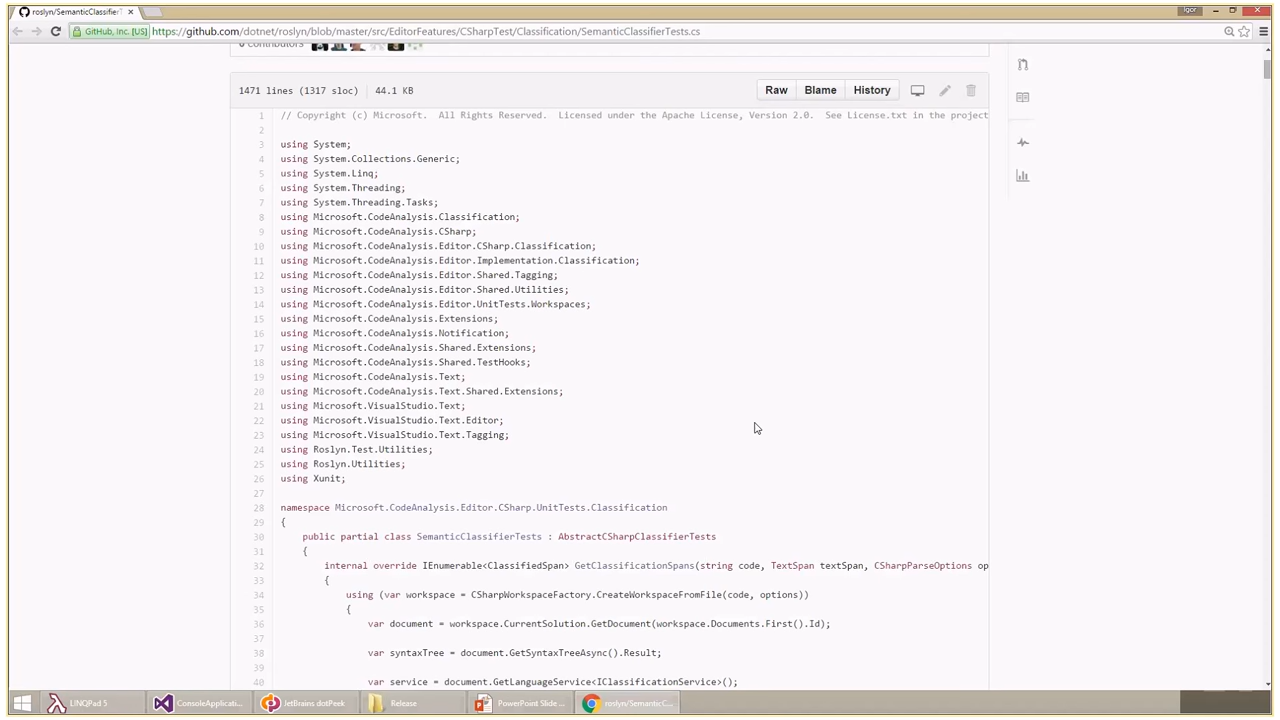 roslyn/SemanticClassifierT
Igor
GitHub, Inc. [US]
https://github.com/dotnet/roslyn/blob/master/src/EditorFeatures/CSharpTest/Classification/SemanticClassifierTests.cs
contributors
1471 lines (1317 sloc) 44.1 KB
Raw Blame History
1 // Copyright (c) Microsoft.  All Rights Reserved.  Licensed under the Apache License, Version 2.0.  See License.txt in the project
2
3 using System;
4 using System.Collections.Generic;
5 using System.Linq;
6 using System.Threading;
7 using System.Threading.Tasks;
8 using Microsoft.CodeAnalysis.Classification;
9 using Microsoft.CodeAnalysis.CSharp;
10 using Microsoft.CodeAnalysis.Editor.CSharp.Classification;
11 using Microsoft.CodeAnalysis.Editor.Implementation.Classification;
12 using Microsoft.CodeAnalysis.Editor.Shared.Tagging;
13 using Microsoft.CodeAnalysis.Editor.Shared.Utilities;
14 using Microsoft.CodeAnalysis.Editor.UnitTests.Workspaces;
15 using Microsoft.CodeAnalysis.Extensions;
16 using Microsoft.CodeAnalysis.Notification;
17 using Microsoft.CodeAnalysis.Shared.Extensions;
18 using Microsoft.CodeAnalysis.Shared.TestHooks;
19 using Microsoft.CodeAnalysis.Text;
20 using Microsoft.CodeAnalysis.Text.Shared.Extensions;
21 using Microsoft.VisualStudio.Text;
22 using Microsoft.VisualStudio.Text.Editor;
23 using Microsoft.VisualStudio.Text.Tagging;
24 using Roslyn.Test.Utilities;
25 using Roslyn.Utilities;
26 using Xunit;
27
28 namespace Microsoft.CodeAnalysis.Editor.CSharp.UnitTests.Classification
29 {
30 public partial class SemanticClassifierTests : AbstractCSharpClassifierTests
31 {
32 internal override IEnumerable<ClassifiedSpan> GetClassificationSpans(string code, TextSpan textSpan, CSharpParseOptions op
33 {
34 using (var workspace = CSharpWorkspaceFactory.CreateWorkspaceFromFile(code, options))
35 {
36 var document = workspace.CurrentSolution.GetDocument(workspace.Documents.First().Id);
37
38 var syntaxTree = document.GetSyntaxTreeAsync().Result;
39
40 var service = document.GetLanguageService<IClassificationService>();
LINQPad 5 ConsoleApplicati... JetBrains dotPeek Release PowerPoint Slide ... roslyn/SemanticC...